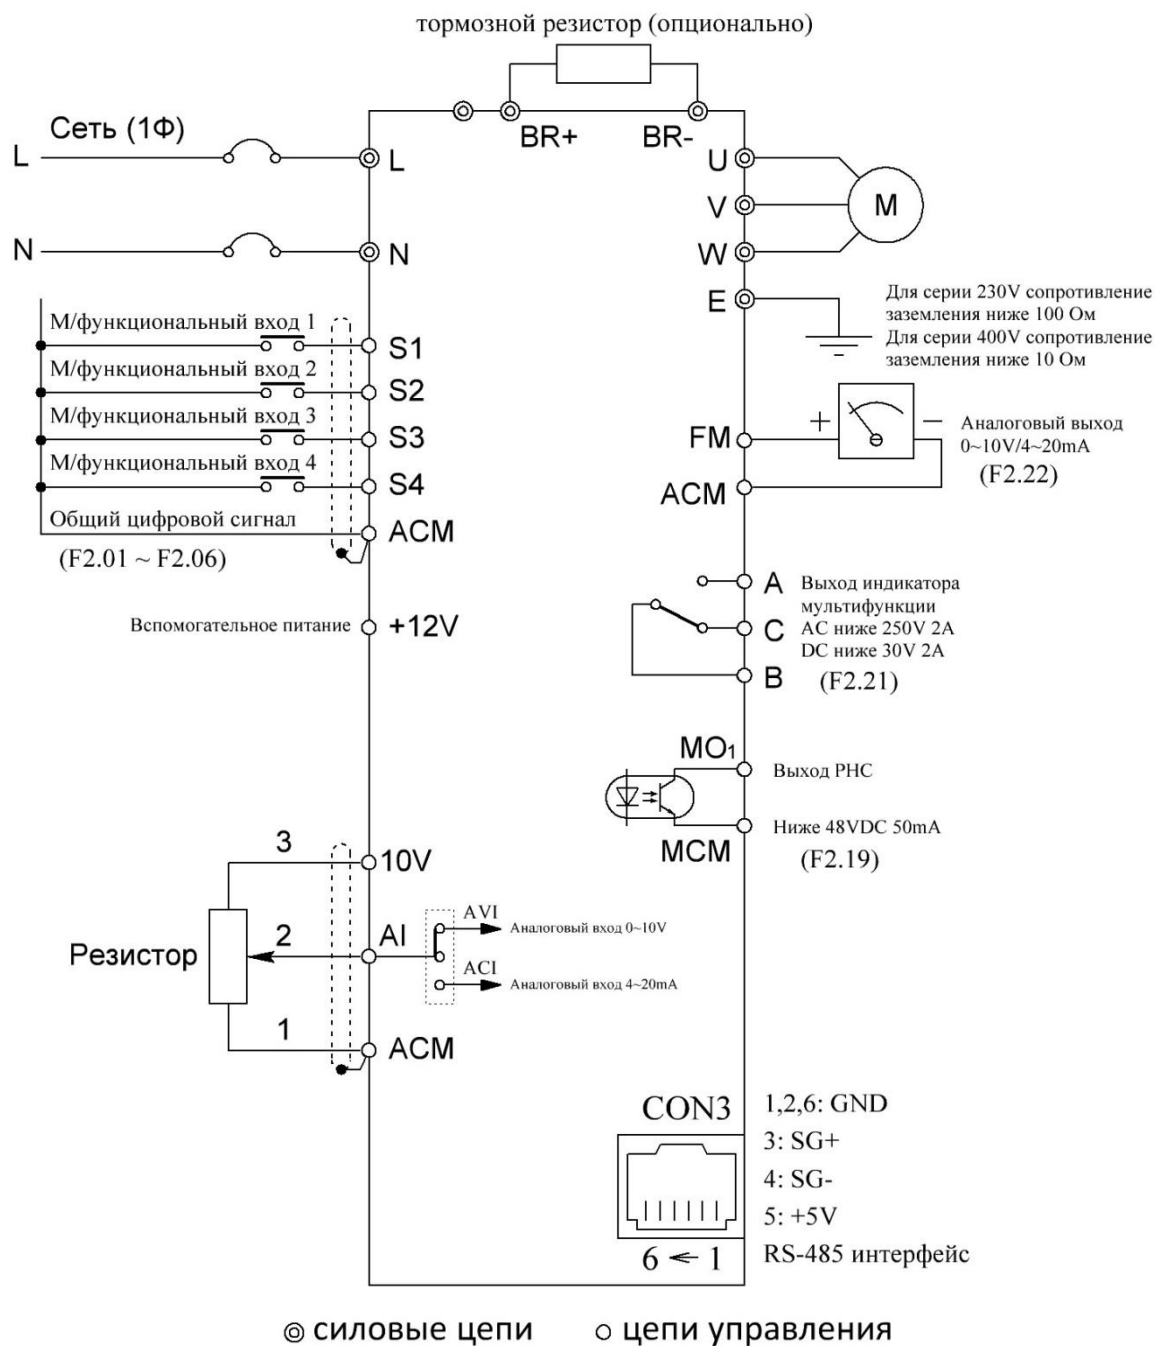 тормозной резистор (опционально)
BR+
BR-
Сеть (1Ф)
L
L
N
N
U
V
W
M
E
Для серии 230V сопротивление
заземления ниже 100 Ом
Для серии 400V сопротивление
заземления ниже 10 Ом
М/функциональный вход 1
S1
М/функциональный вход 2
S2
М/функциональный вход 3
S3
М/функциональный вход 4
S4
Общий цифровой сигнал
ACM
(F2.01 ~ F2.06)
FM
+
−
Аналоговый выход
0~10V/4~20mA
(F2.22)
ACM
Вспомогательное питание
+12V
A
C
B
Выход индикатора
мультифункции
AC ниже 250V 2A
DC ниже 30V 2A
(F2.21)
MO1
Выход PHC
MCM
Ниже 48VDC 50mA
(F2.19)
3
10V
Резистор
2
AI
AVI
Аналоговый вход 0~10V
ACI
Аналоговый вход 4~20mA
1
ACM
CON3
1,2,6: GND
3: SG+
4: SG-
5: +5V
6 ← 1
RS-485 интерфейс
силовые цепи
цепи управления